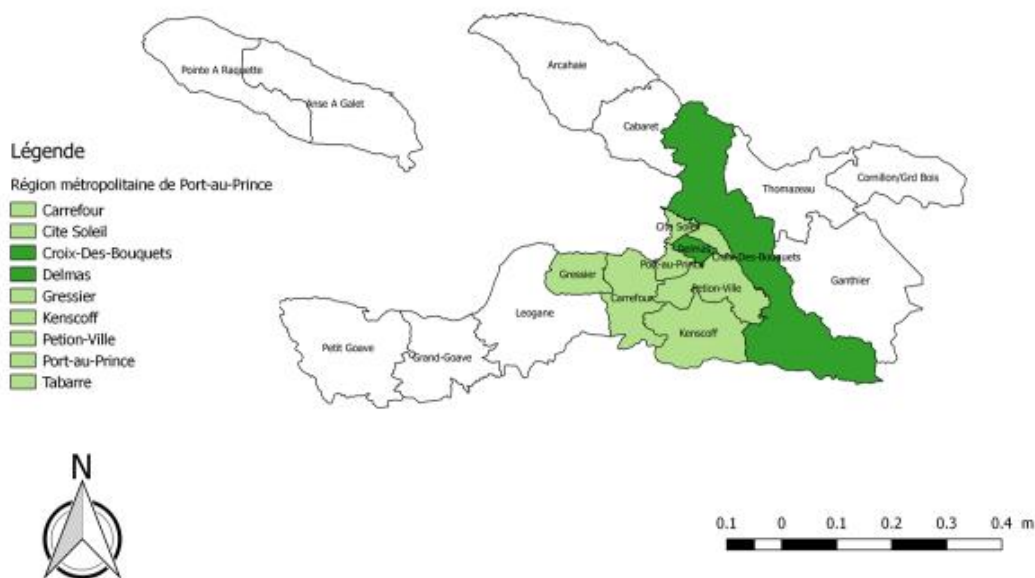 Arcahaie
Pointe A Raquette
Anse A Galet
Cabaret
Légende
Région métropolitaine de Port-au-Prince
Carrefour
Cite Soleil
Croix-Des-Bouquets
Delmas
Gressier
Kenscoff
Petion-Ville
Port-au-Prince
Tabarre
Thomazeau
Cornillon/Grd Bois
Cite Soleil
Delmas
Croix-Des-Bouquets
Port-au-Prince
Gressier
Petion-Ville
Ganthier
Carrefour
Leogane
Kenscoff
Petit Goave
Grand-Goave
N
0.1 0 0.1 0.2 0.3 0.4 m